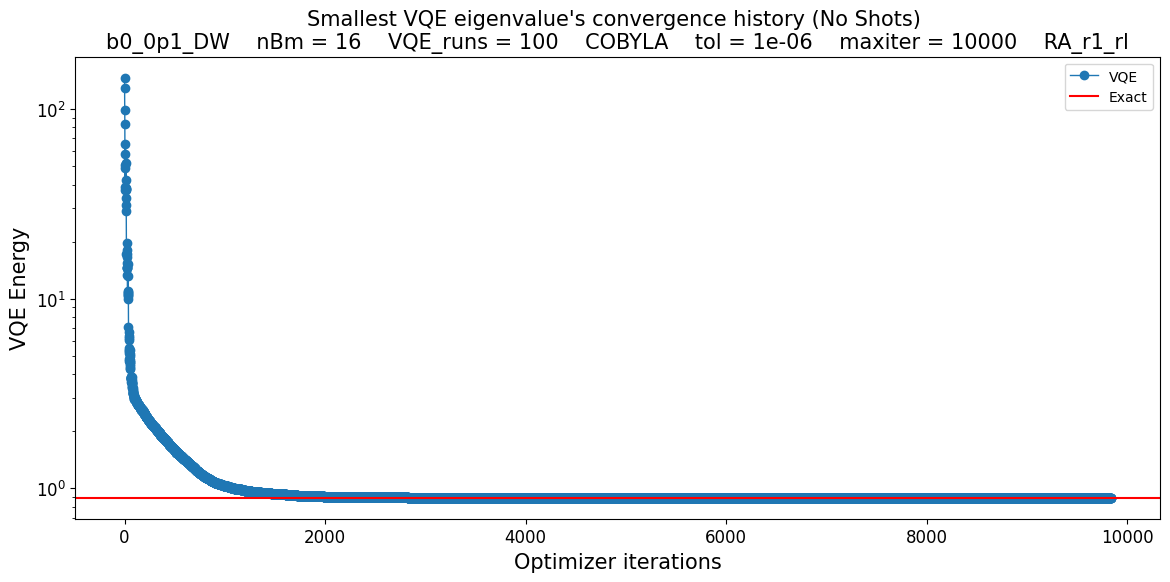 Smallest VQE eigenvalue's convergence history (No Shots)
b0_0p1_DW    nBm = 16    VQE_runs = 100    COBYLA    tol = 1e-06    maxiter = 10000    RA_r1_rl
VQE
Exact
VQE Energy
10²
10¹
10⁰
0 2000 4000 6000 8000 10000
Optimizer iterations